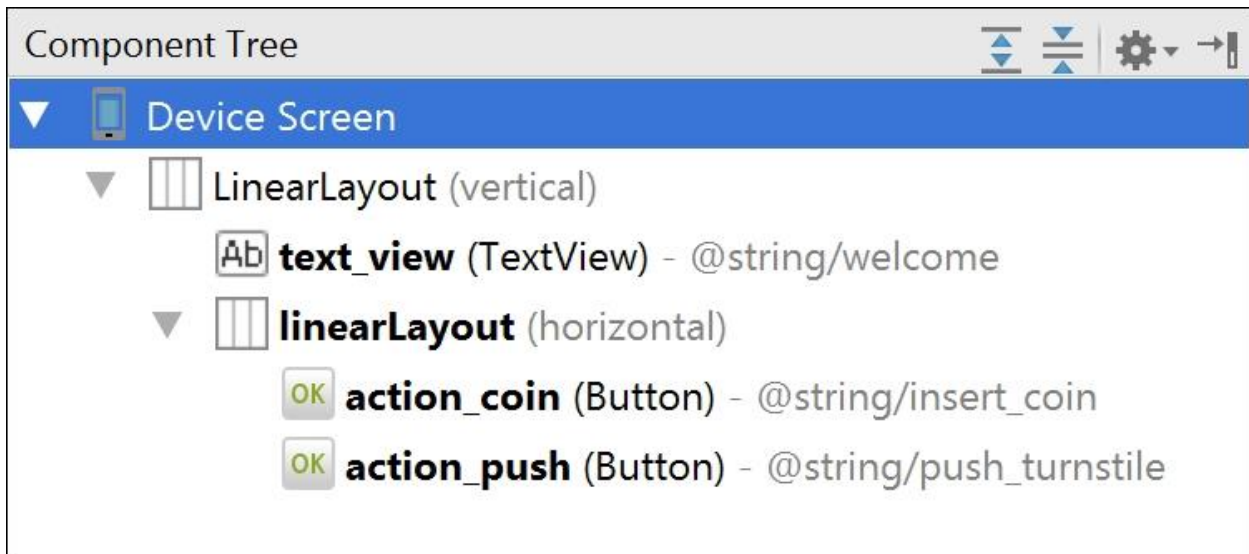 Component Tree
Device Screen
LinearLayout (vertical)
Ab text_view (TextView) - @string/welcome
linearLayout (horizontal)
OK action_coin (Button) - @string/insert_coin
OK action_push (Button) - @string/push_turnstile